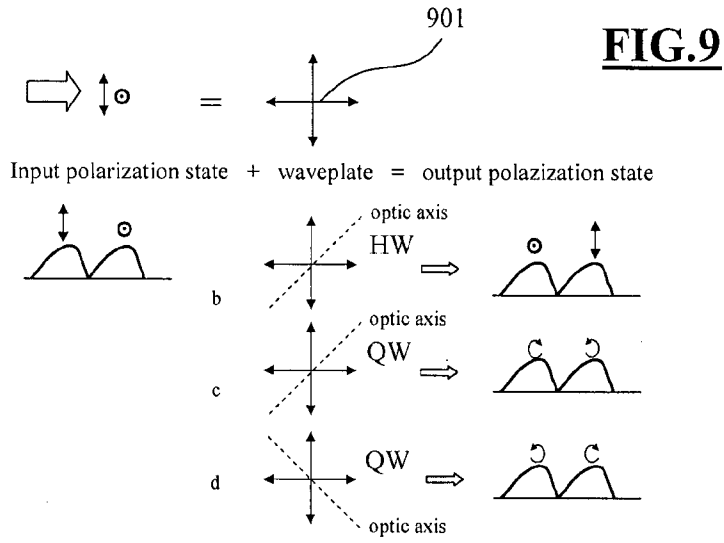 901
FIG.9
=
Input polarization state + waveplate = output polazization state
optic axis
HW
b
optic axis
QW
c
QW
d
optic axis